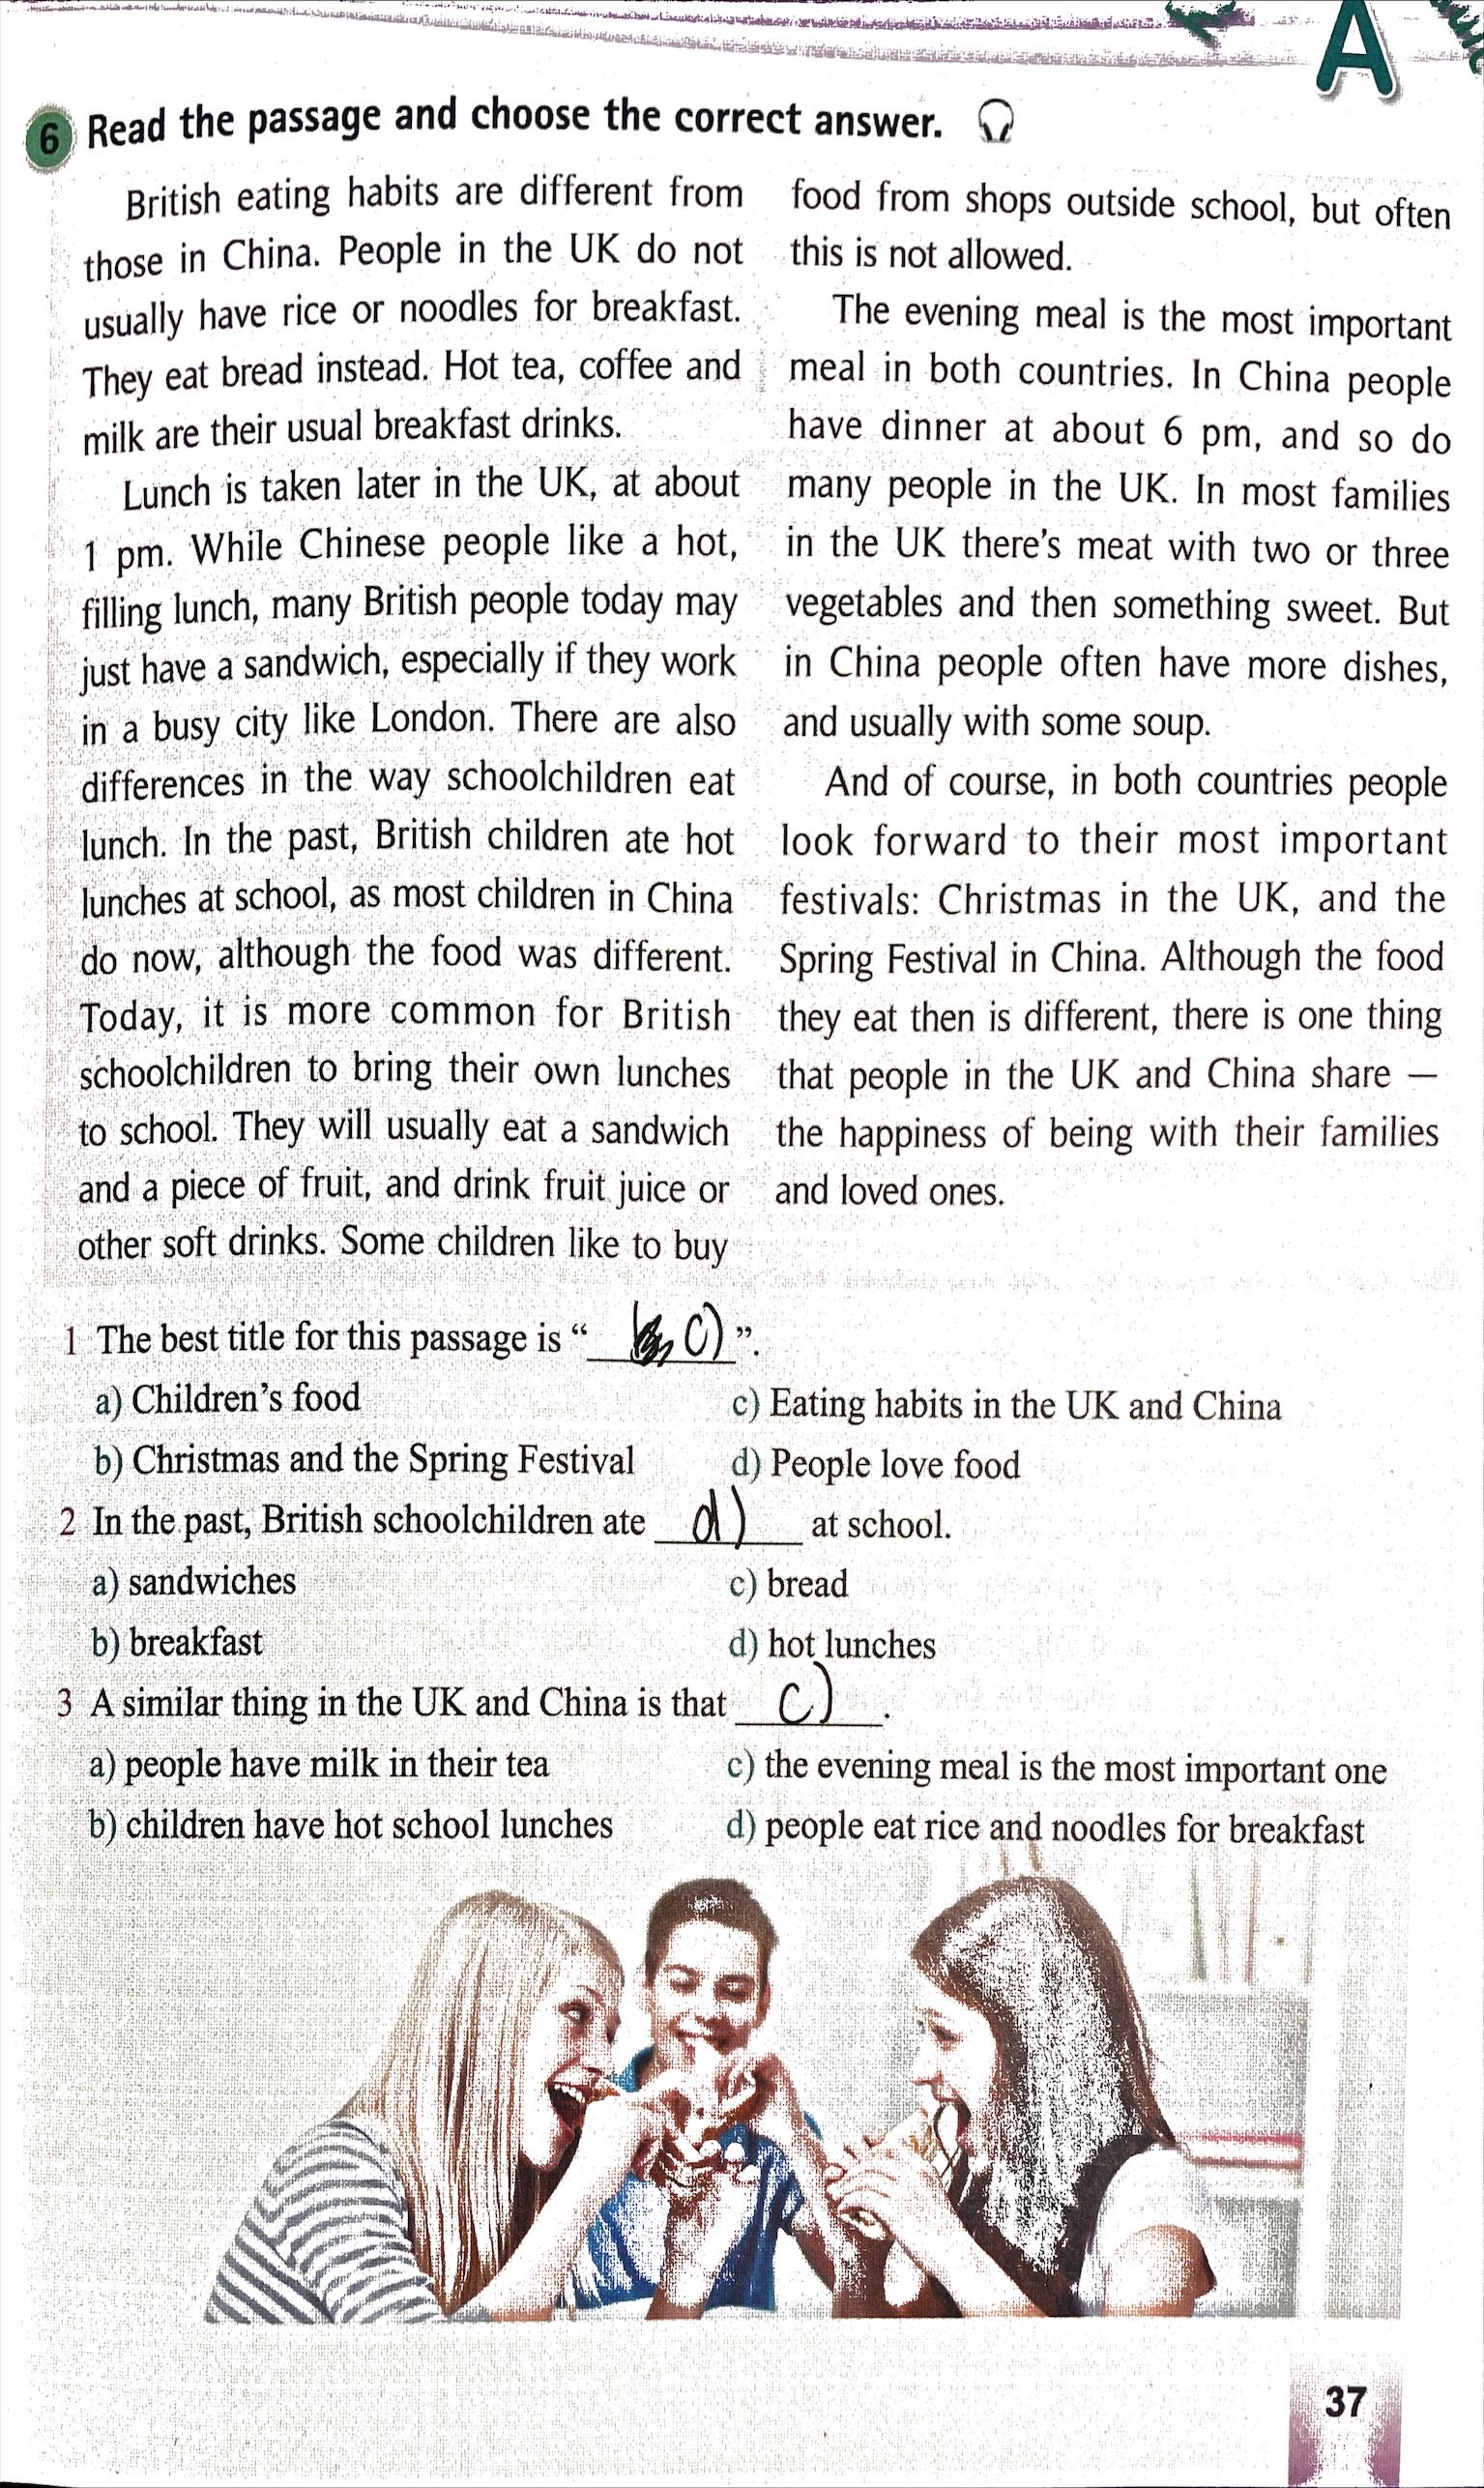 A
6 Read the passage and choose the correct answer.
British eating habits are different from
those in China. People in the UK do not
usually have rice or noodles for breakfast.
They eat bread instead. Hot tea, coffee and
milk are their usual breakfast drinks.
Lunch is taken later in the UK, at about
1 pm. While Chinese people like a hot,
filling lunch, many British people today may
just have a sandwich, especially if they work
in a busy city like London. There are also
differences in the way schoolchildren eat
lunch. In the past, British children ate hot
lunches at school, as most children in China
do now, although the food was different.
Today, it is more common for British
schoolchildren to bring their own lunches
to school. They will usually eat a sandwich
and a piece of fruit, and drink fruit juice or
other soft drinks. Some children like to buy
food from shops outside school, but often
this is not allowed.
The evening meal is the most important
meal in both countries. In China people
have dinner at about 6 pm, and so do
many people in the UK. In most families
in the UK there's meat with two or three
vegetables and then something sweet. But
in China people often have more dishes,
and usually with some soup.
And of course, in both countries people
look forward to their most important
festivals: Christmas in the UK, and the
Spring Festival in China. Although the food
they eat then is different, there is one thing
that people in the UK and China share —
the happiness of being with their families
and loved ones.
1 The best title for this passage is “ c) ”.
a) Children's food
c) Eating habits in the UK and China
b) Christmas and the Spring Festival
d) People love food
2 In the past, British schoolchildren ate d) at school.
a) sandwiches
c) bread
b) breakfast
d) hot lunches
3 A similar thing in the UK and China is that c) .
a) people have milk in their tea
c) the evening meal is the most important one
b) children have hot school lunches
d) people eat rice and noodles for breakfast
37